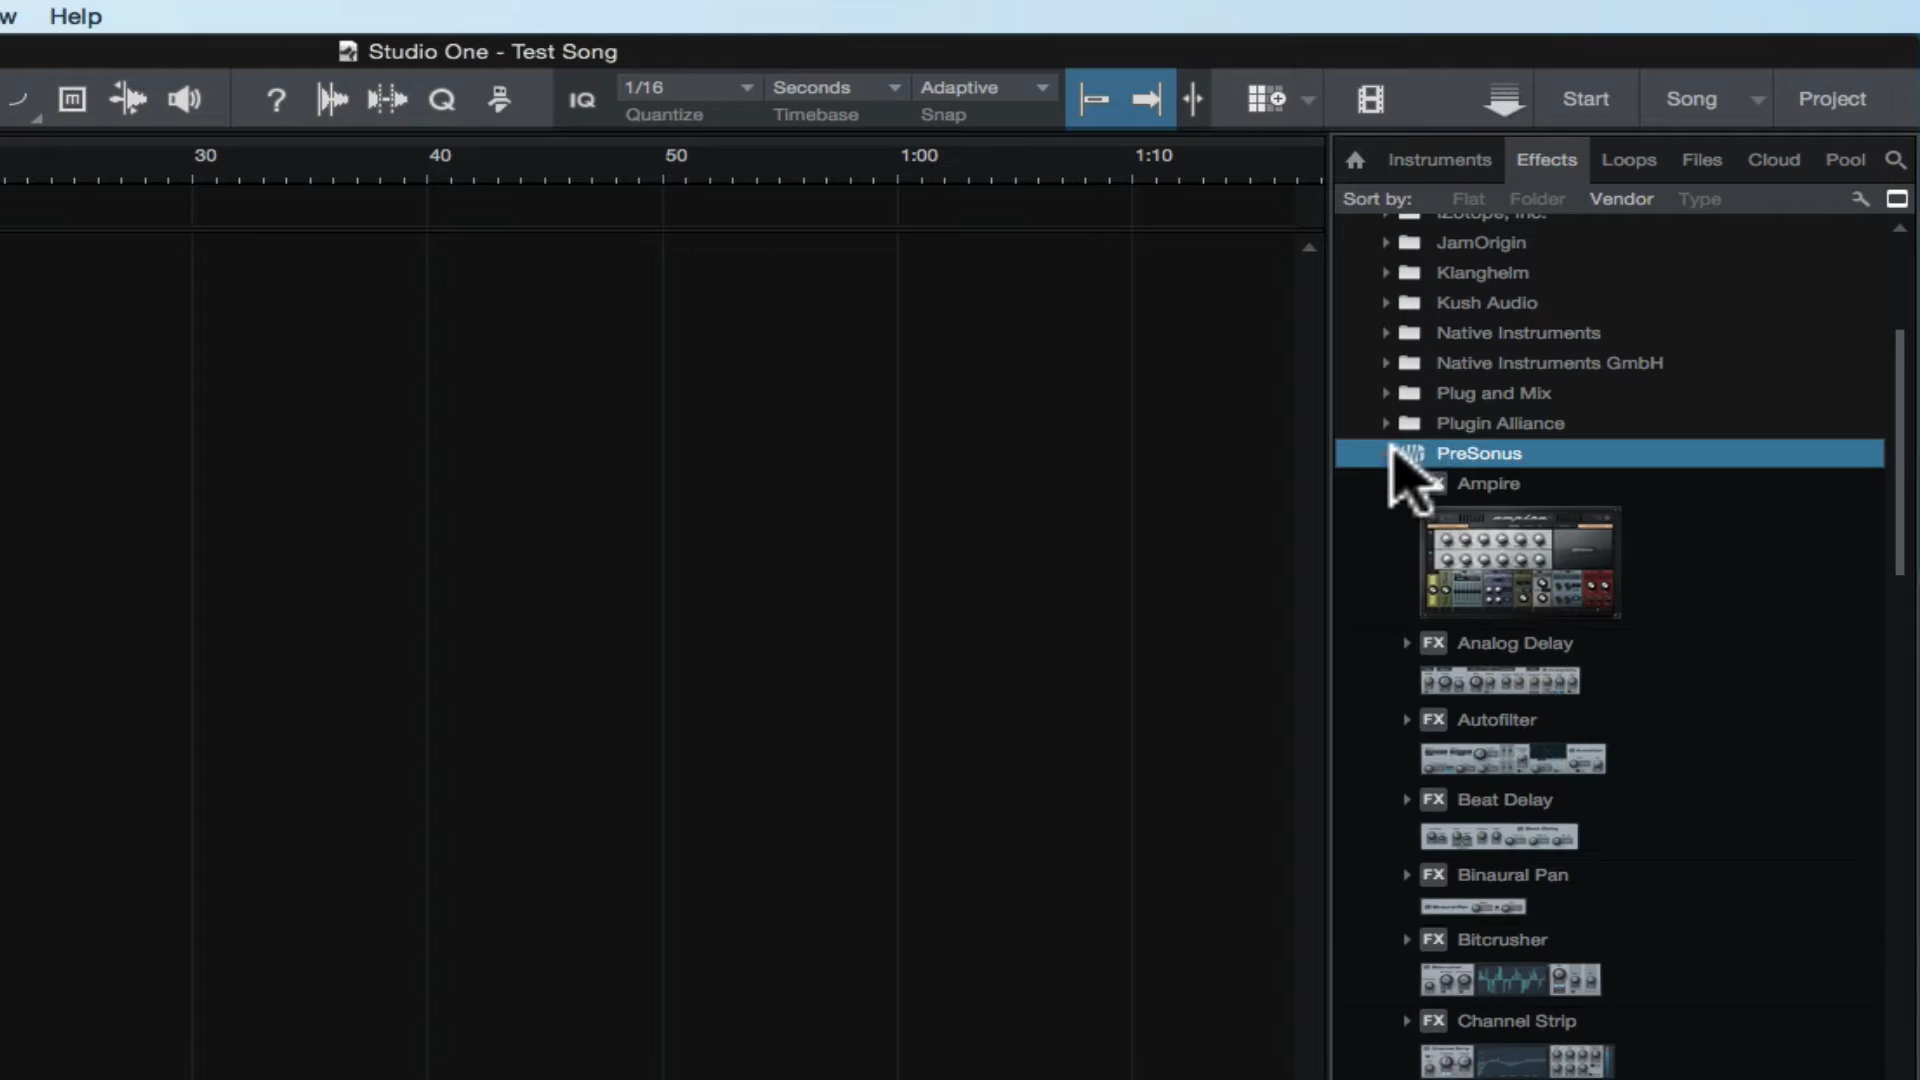 w Help
Studio One - Test Song
? Q IQ 1/16 Seconds Adaptive Start Song Project
Quantize Timebase Snap
30 40 50 1:00 1:10
Instruments Effects Loops Files Cloud Pool
Sort by: Flat Folder Vendor Type
iZotope, Inc.
JamOrigin
Klanghelm
Kush Audio
Native Instruments
Native Instruments GmbH
Plug and Mix
Plugin Alliance
PreSonus
Ampire
FX Analog Delay
FX Autofilter
FX Beat Delay
FX Binaural Pan
FX Bitcrusher
FX Channel Strip